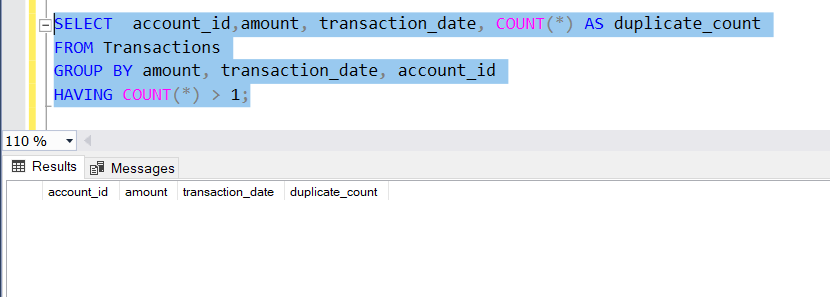 SELECT  account_id,amount, transaction_date, COUNT(*) AS duplicate_count
FROM Transactions
GROUP BY amount, transaction_date, account_id
HAVING COUNT(*) > 1;
110 %
Results Messages
account_id amount transaction_date duplicate_count